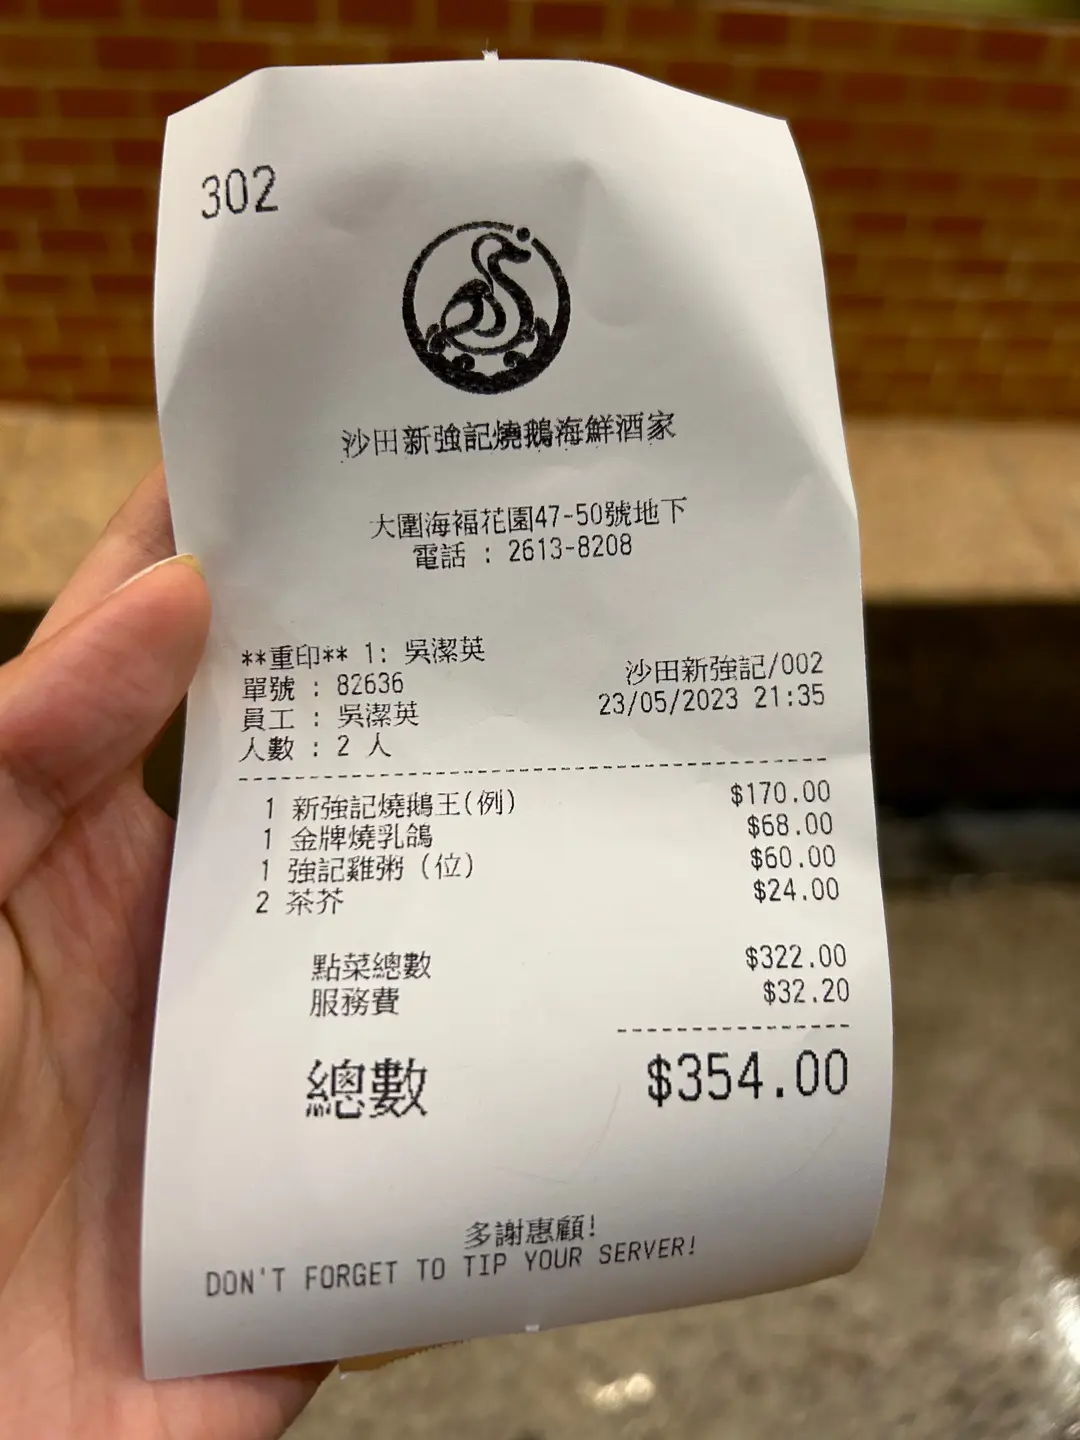 302
沙田新強記燒鵝海鮮酒家
大圍海褔花園47-50號地下
電話 : 2613-8208
**重印** 1: 吳潔英
單號 : 82636
沙田新強記/002
員工 : 吳潔英
23/05/2023 21:35
人數 : 2 人
1 新強記燒鵝王(例) $170.00
1 金牌燒乳鴿 $68.00
1 強記雞粥 (位) $60.00
2 茶芥 $24.00
點菜總數 $322.00
服務費 $32.20
總數 $354.00
多謝惠顧!
DON'T FORGET TO TIP YOUR SERVER!